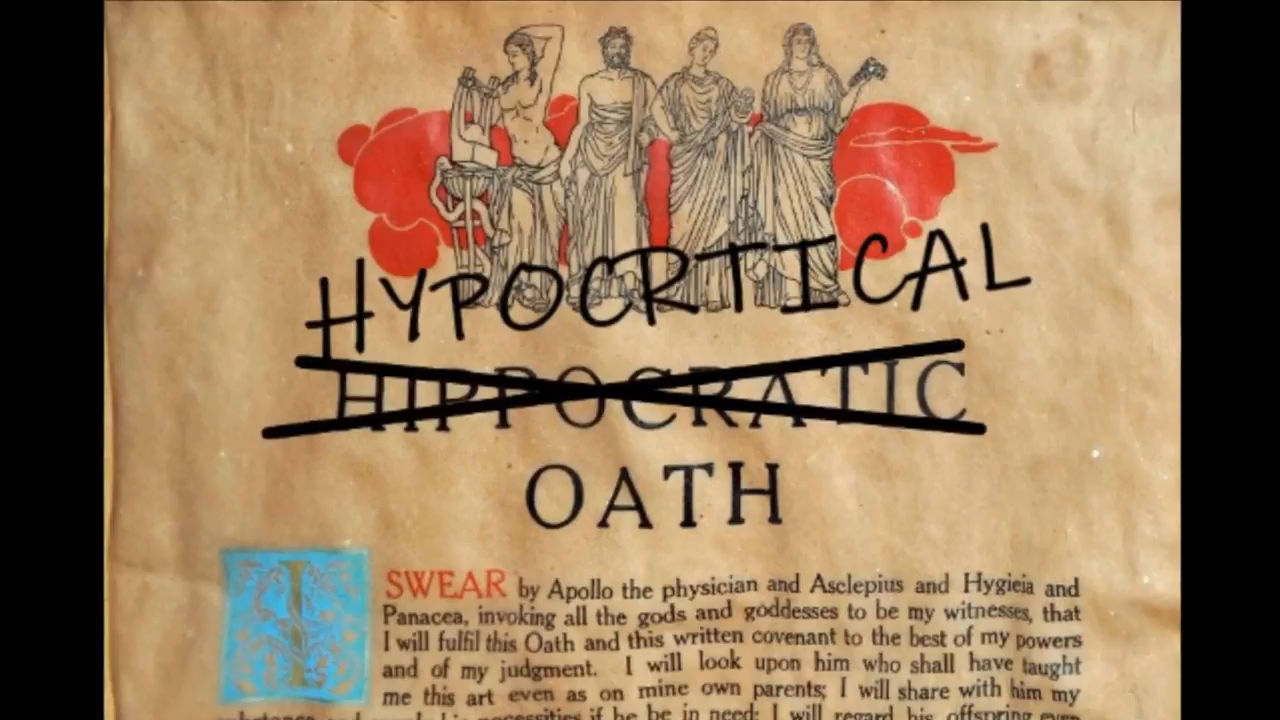 HYPOCRTICAL
HIPPOCRATIC
OATH
I SWEAR by Apollo the physician and Asclepius and Hygieia and
Panacea, invoking all the gods and goddesses to be my witnesses, that
I will fulfil this Oath and this written covenant to the best of my powers
and of my judgment. I will look upon him who shall have taught
me this art even as on mine own parents; I will share with him my
substance, and supply his necessities if he be in need; I will regard his offspring even